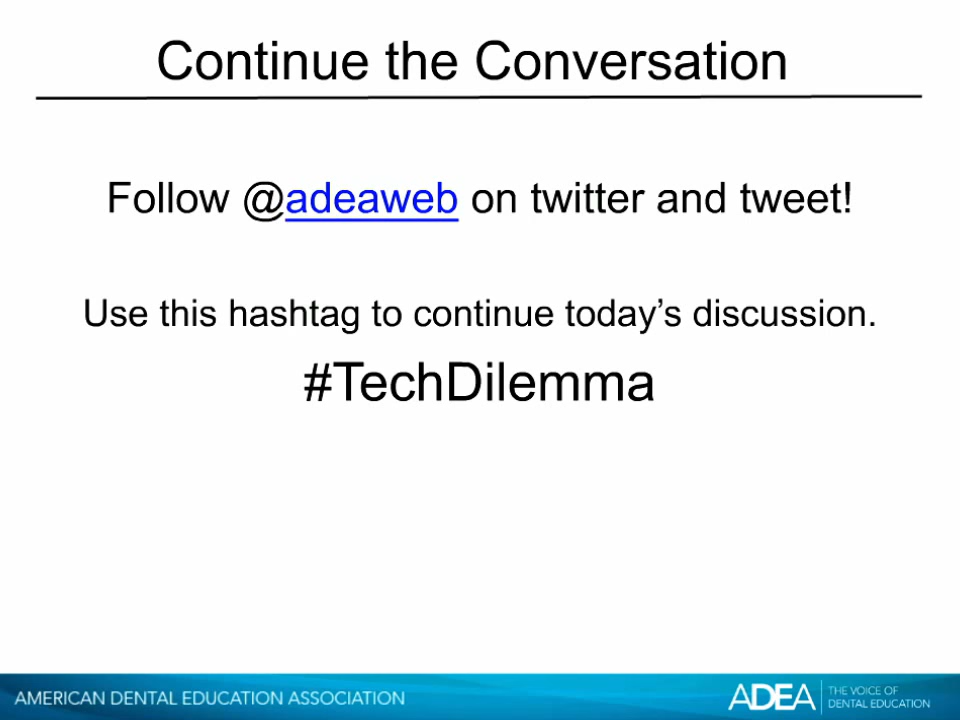 Continue the Conversation
Follow @adeaweb on twitter and tweet!
Use this hashtag to continue today’s discussion.
#TechDilemma
AMERICAN DENTAL EDUCATION ASSOCIATION
ADEA
THE VOICE OF
DENTAL EDUCATION